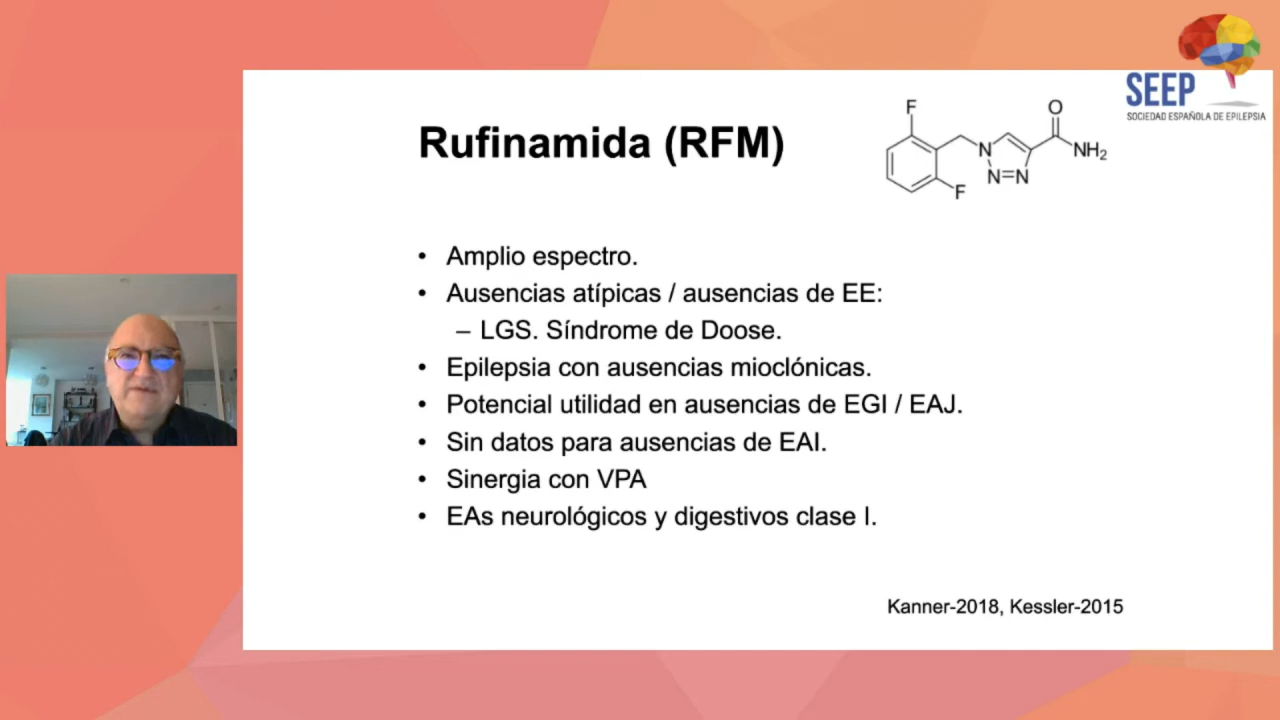 SEEP
SOCIEDAD ESPAÑOLA DE EPILEPSIA
Rufinamida (RFM)
F
O
N
NH₂
N=N
F
• Amplio espectro.
• Ausencias atípicas / ausencias de EE:
– LGS. Síndrome de Doose.
• Epilepsia con ausencias mioclónicas.
• Potencial utilidad en ausencias de EGI / EAJ.
• Sin datos para ausencias de EAI.
• Sinergia con VPA
• EAs neurológicos y digestivos clase I.
Kanner-2018, Kessler-2015